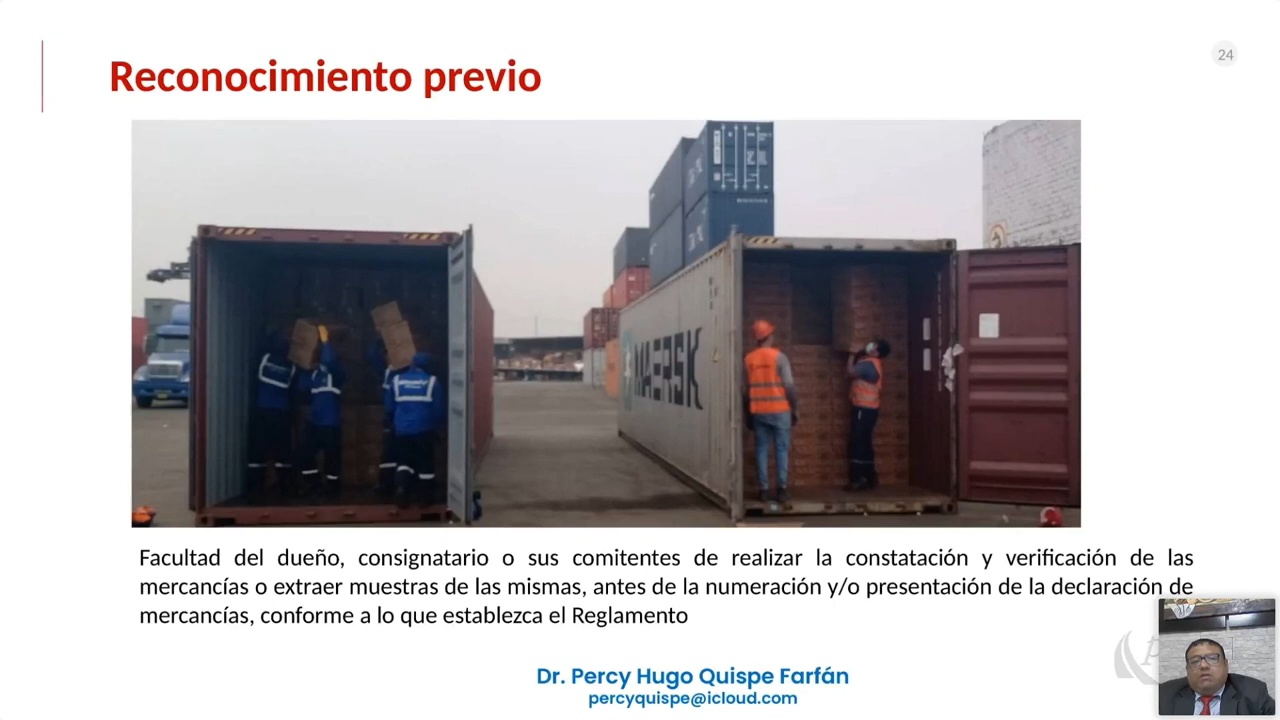 24
Reconocimiento previo
MAERSK
Facultad del dueño, consignatario o sus comitentes de realizar la constatación y verificación de las
mercancías o extraer muestras de las mismas, antes de la numeración y/o presentación de la declaración de
mercancías, conforme a lo que establezca el Reglamento
Dr. Percy Hugo Quispe Farfán
percyquispe@icloud.com